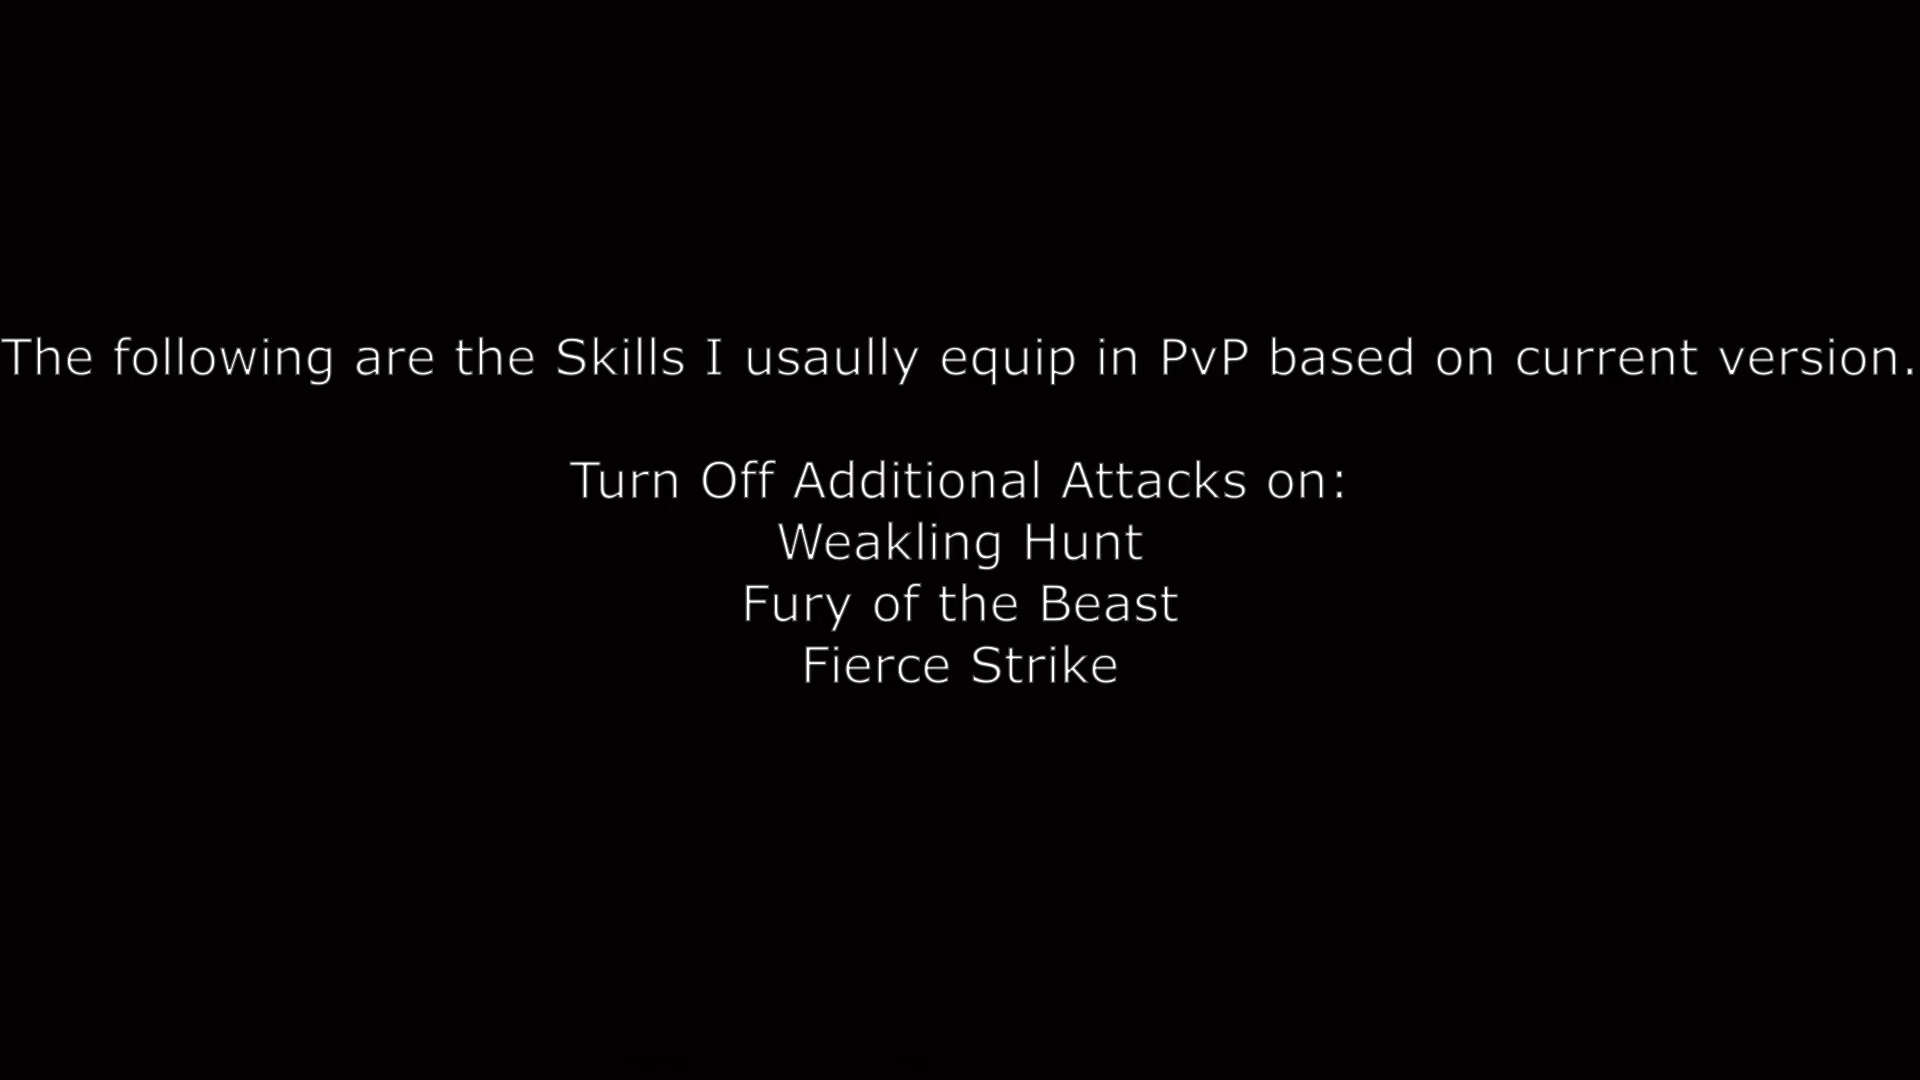 The following are the Skills I usaully equip in PvP based on current version.
Turn Off Additional Attacks on:
Weakling Hunt
Fury of the Beast
Fierce Strike